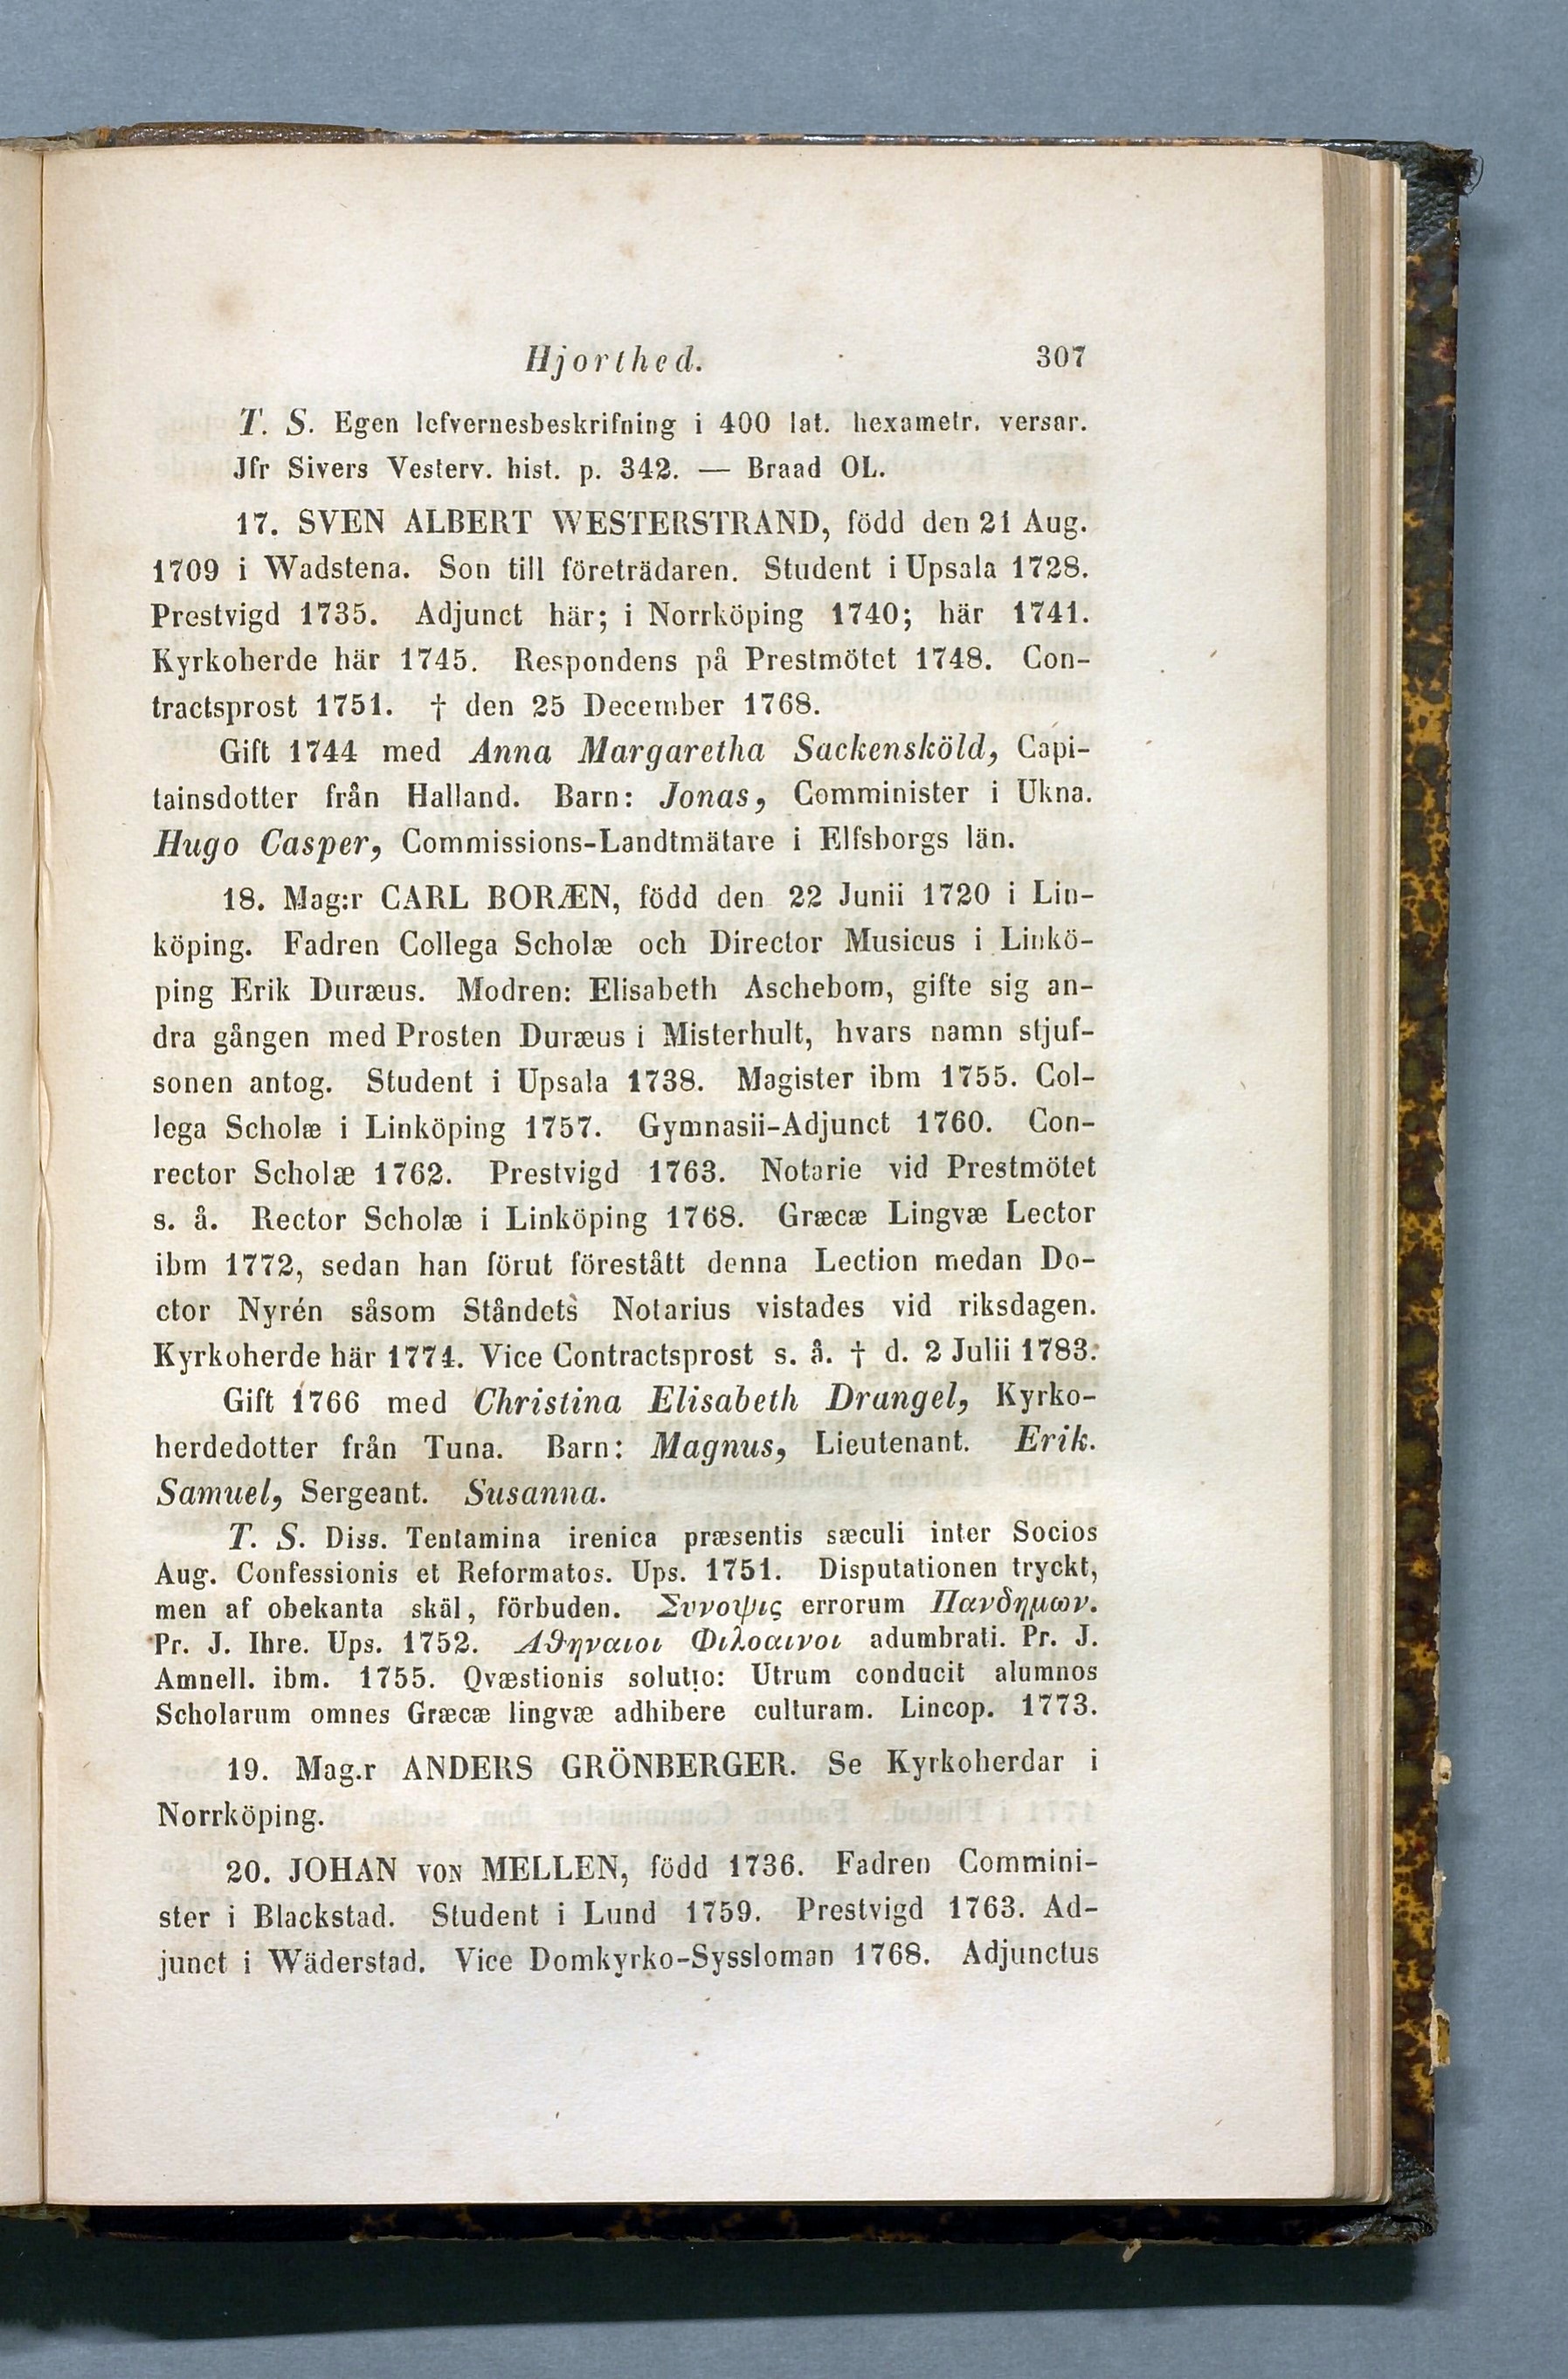 Hjorthed. 307
T. S. Egen lefvernesbeskrifning i 400 lat. hexametr. versar.
Jfr Sivers Vesterv. hist. p. 342. — Braad OL.
17. SVEN ALBERT WESTERSTRAND, född den 21 Aug.
1709 i Wadstena. Son till företrädaren. Student i Upsala 1728.
Prestvigd 1735. Adjunct här; i Norrköping 1740; här 1741.
Kyrkoherde här 1745. Respondens på Prestmötet 1748. Con-
tractsprost 1751. † den 25 December 1768.
Gift 1744 med Anna Margaretha Sackensköld, Capi-
tainsdotter från Halland. Barn: Jonas, Comminister i Ukna.
Hugo Casper, Commissions-Landtmätare i Elfsborgs län.
18. Mag:r CARL BORÆN, född den 22 Junii 1720 i Lin-
köping. Fadren Collega Scholæ och Director Musicus i Linkö-
ping Erik Duræus. Modren: Elisabeth Aschebom, gifte sig an-
dra gången med Prosten Duræus i Misterhult, hvars namn stjuf-
sonen antog. Student i Upsala 1738. Magister ibm 1755. Col-
lega Scholæ i Linköping 1757. Gymnasii-Adjunct 1760. Con-
rector Scholæ 1762. Prestvigd 1763. Notarie vid Prestmötet
s. å. Rector Scholæ i Linköping 1768. Græcæ Lingvæ Lector
ibm 1772, sedan han förut förestått denna Lection medan Do-
ctor Nyrén såsom Ståndets Notarius vistades vid riksdagen.
Kyrkoherde här 1774. Vice Contractsprost s. å. † d. 2 Julii 1783.
Gift 1766 med Christina Elisabeth Drangel, Kyrko-
herdedotter från Tuna. Barn: Magnus, Lieutenant. Erik.
Samuel, Sergeant. Susanna.
T. S. Diss. Tentamina irenica præsentis sæculi inter Socios
Aug. Confessionis et Reformatos. Ups. 1751. Disputationen tryckt,
men af obekanta skäl, förbuden. Συνοψις errorum Πανδημων.
Pr. J. Ihre. Ups. 1752. Αϑηναιοι Φιλοαινοι adumbrati. Pr. J.
Amnell. ibm. 1755. Qvæstionis solutio: Utrum conducit alumnos
Scholarum omnes Græcæ lingvæ adhibere culturam. Lincop. 1773.
19. Mag.r ANDERS GRÖNBERGER. Se Kyrkoherdar i
Norrköping.
20. JOHAN VON MELLEN, född 1736. Fadren Commini-
ster i Blackstad. Student i Lund 1759. Prestvigd 1763. Ad-
junct i Wäderstad. Vice Domkyrko-Syssloman 1768. Adjunctus